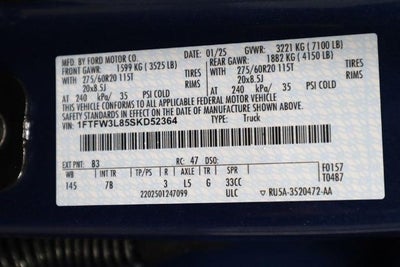 MFD. BY FORD MOTOR CO. DATE: 01/25 GVWR: 3221 KG (7100 LB)
FRONT GAWR: 1599 KG (3525 LB) REAR GAWR: 1882 KG (4150 LB)
275/60R20 115T TIRES 275/60R20 115T TIRES
20x8.5J RIMS 20x8.5J RIMS
AT 240 kPa/ 35 PSI COLD AT 240 kPa/ 35 PSI COLD
THIS VEHICLE CONFORMS TO ALL APPLICABLE FEDERAL MOTOR VEHICLE
SAFETY STANDARDS IN EFFECT ON THE DATE OF MANUFACTURE SHOWN ABOVE.
VIN: 1FTFW3L85SKD52364 TYPE: Truck
EXT PNT: B3 RC: 47 DSO:
WB INT TR TP/PS R AXLE TR SPR F0157
145 7B 3 L5 G 33CC T04B7
2202501247099 ULC RU5A-3520472-AA